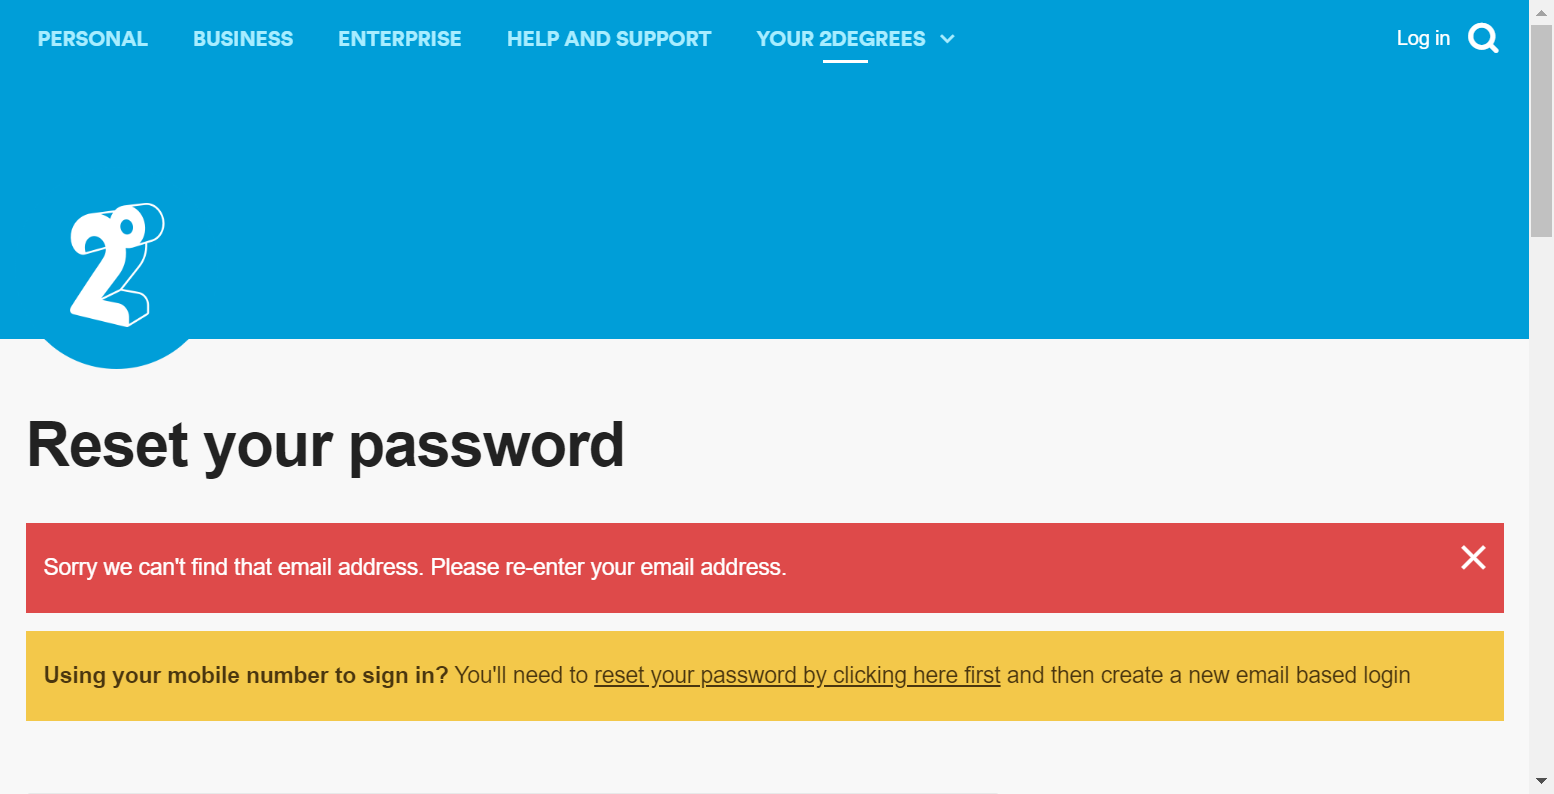 PERSONAL BUSINESS ENTERPRISE HELP AND SUPPORT YOUR 2DEGREES Log in
2°
Reset your password
Sorry we can't find that email address. Please re-enter your email address.
Using your mobile number to sign in? You'll need to reset your password by clicking here first and then create a new email based login